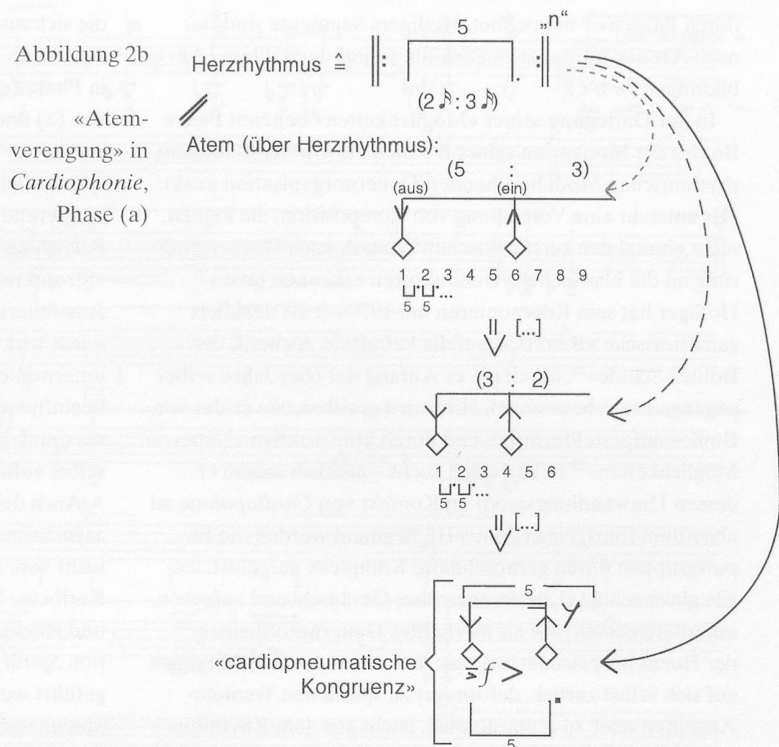 Abbildung 2b
«Atem-
verengung» in
Cardiophonie,
Phase (a)
5 „n“
Herzrhythmus = ‖: . :‖
(2 ♪ : 3 ♪)
Atem (über Herzrhythmus):
(5 : 3)
(aus) (ein)
1 2 3 4 5 6 7 8 9
5 5 ...
[...]
(3 : 2)
1 2 3 4 5 6
5 5 ...
[...]
5
«cardiopneumatische
Kongruenz»
f >
5